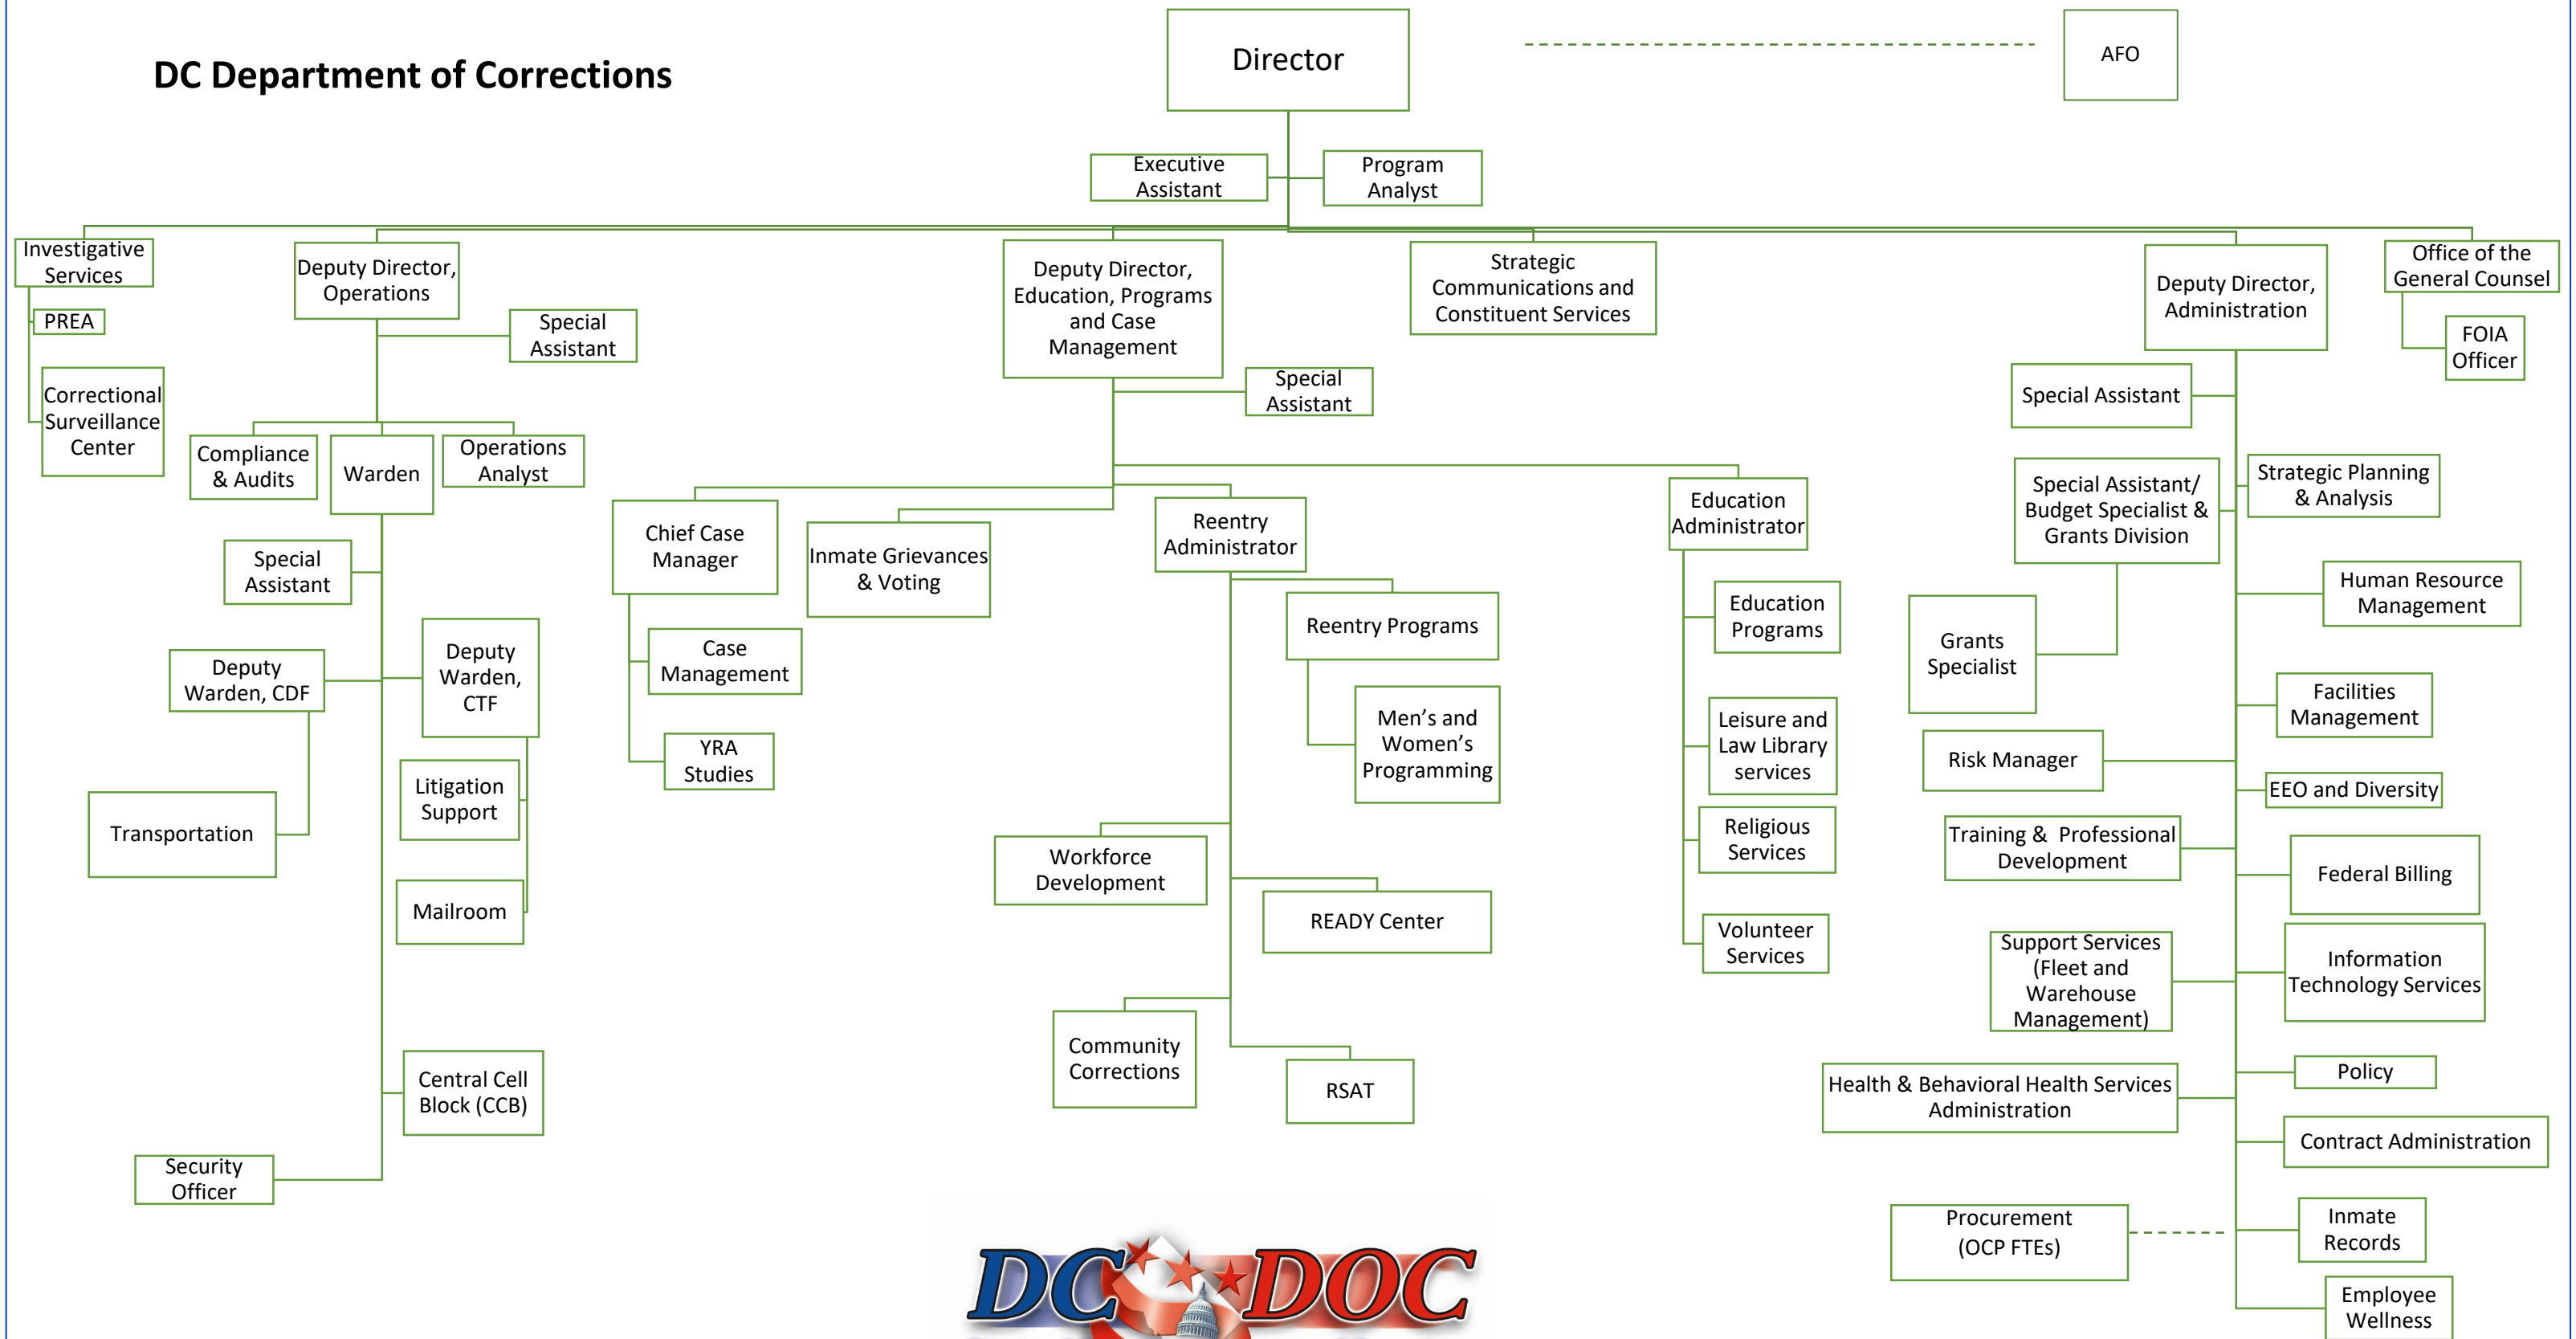 DC Department of Corrections
Director
AFO
Executive
Assistant
Program
Analyst
Investigative
Services
PREA
Correctional
Surveillance
Center
Deputy Director,
Operations
Special
Assistant
Compliance
& Audits
Warden
Operations
Analyst
Special
Assistant
Deputy
Warden, CDF
Transportation
Deputy
Warden,
CTF
Litigation
Support
Mailroom
Central Cell
Block (CCB)
Security
Officer
Deputy Director,
Education, Programs
and Case
Management
Special
Assistant
Chief Case
Manager
Case
Management
YRA
Studies
Inmate Grievances
& Voting
Reentry
Administrator
Reentry Programs
Men’s and
Women’s
Programming
Workforce
Development
READY Center
Community
Corrections
RSAT
Education
Administrator
Education
Programs
Leisure and
Law Library
services
Religious
Services
Volunteer
Services
Strategic
Communications and
Constituent Services
Deputy Director,
Administration
Special Assistant
Special Assistant/
Budget Specialist &
Grants Division
Strategic Planning
& Analysis
Grants
Specialist
Human Resource
Management
Facilities
Management
Risk Manager
EEO and Diversity
Training & Professional
Development
Federal Billing
Support Services
(Fleet and
Warehouse
Management)
Information
Technology Services
Policy
Health & Behavioral Health Services
Administration
Contract Administration
Procurement
(OCP FTEs)
Inmate
Records
Employee
Wellness
Office of the
General Counsel
FOIA
Officer
DC DOC